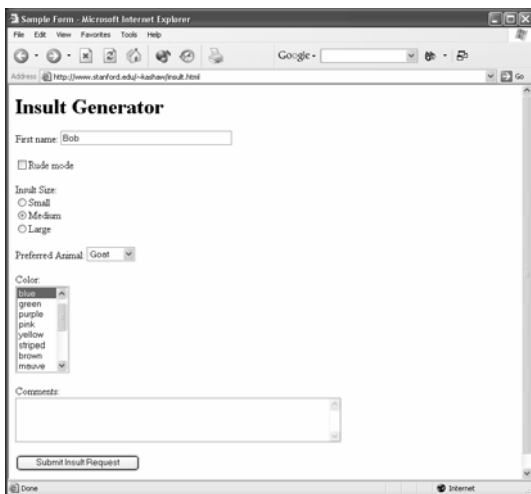 Sample Form - Microsoft Internet Explorer
File Edit View Favorites Tools Help
Google -
Address http://www.stanford.edu/~kashaw/insult.html Go
Insult Generator
First name: Bob
Rude mode
Insult Size:
Small
Medium
Large
Preferred Animal: Goat
Color:
blue
green
purple
pink
yellow
striped
brown
mauve
Comments:
Submit Insult Request
Done Internet